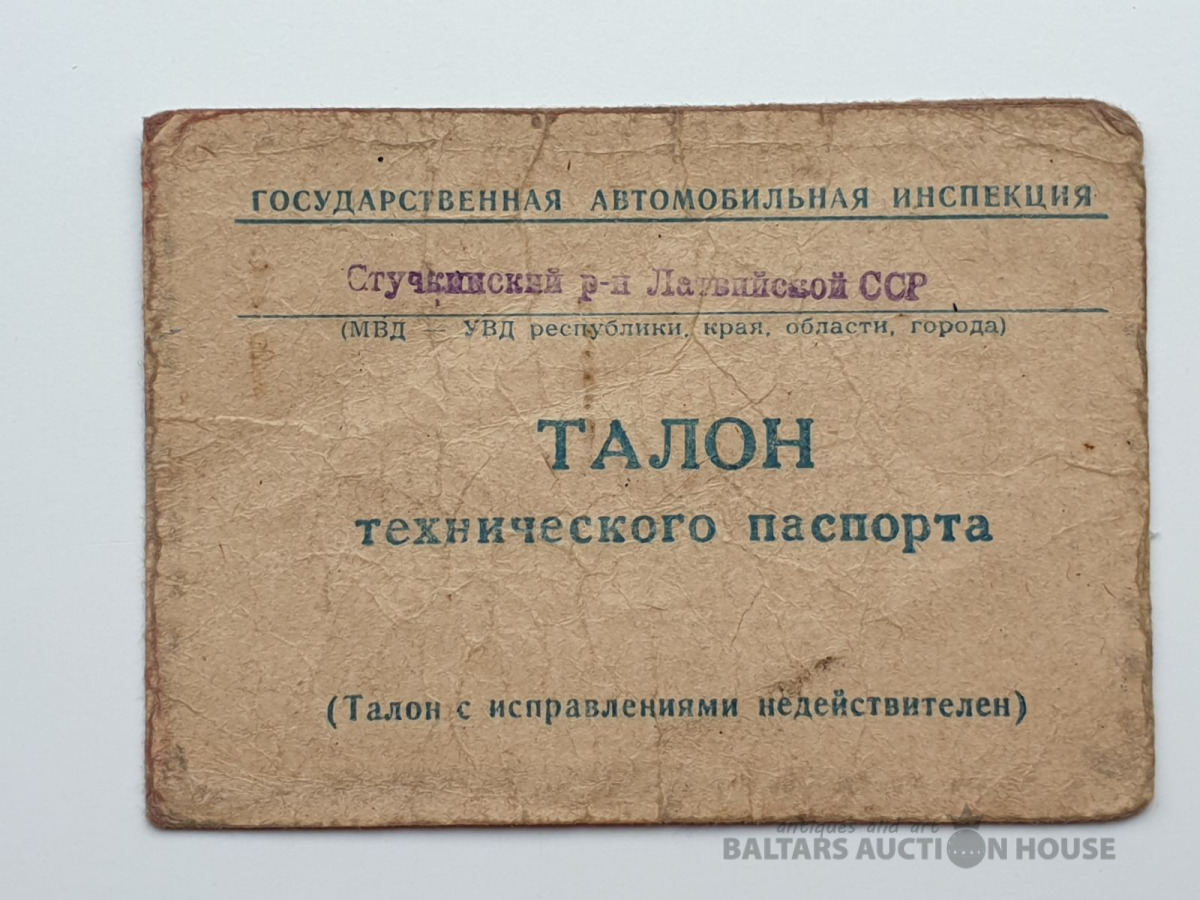 ГОСУДАРСТВЕННАЯ АВТОМОБИЛЬНАЯ ИНСПЕКЦИЯ
Стучкинский р-н Латвийской ССР
(МВД — УВД республики, края, области, города)
ТАЛОН
технического паспорта
(Талон с исправлениями недействителен)
antiques and art
BALTARS AUCTION HOUSE